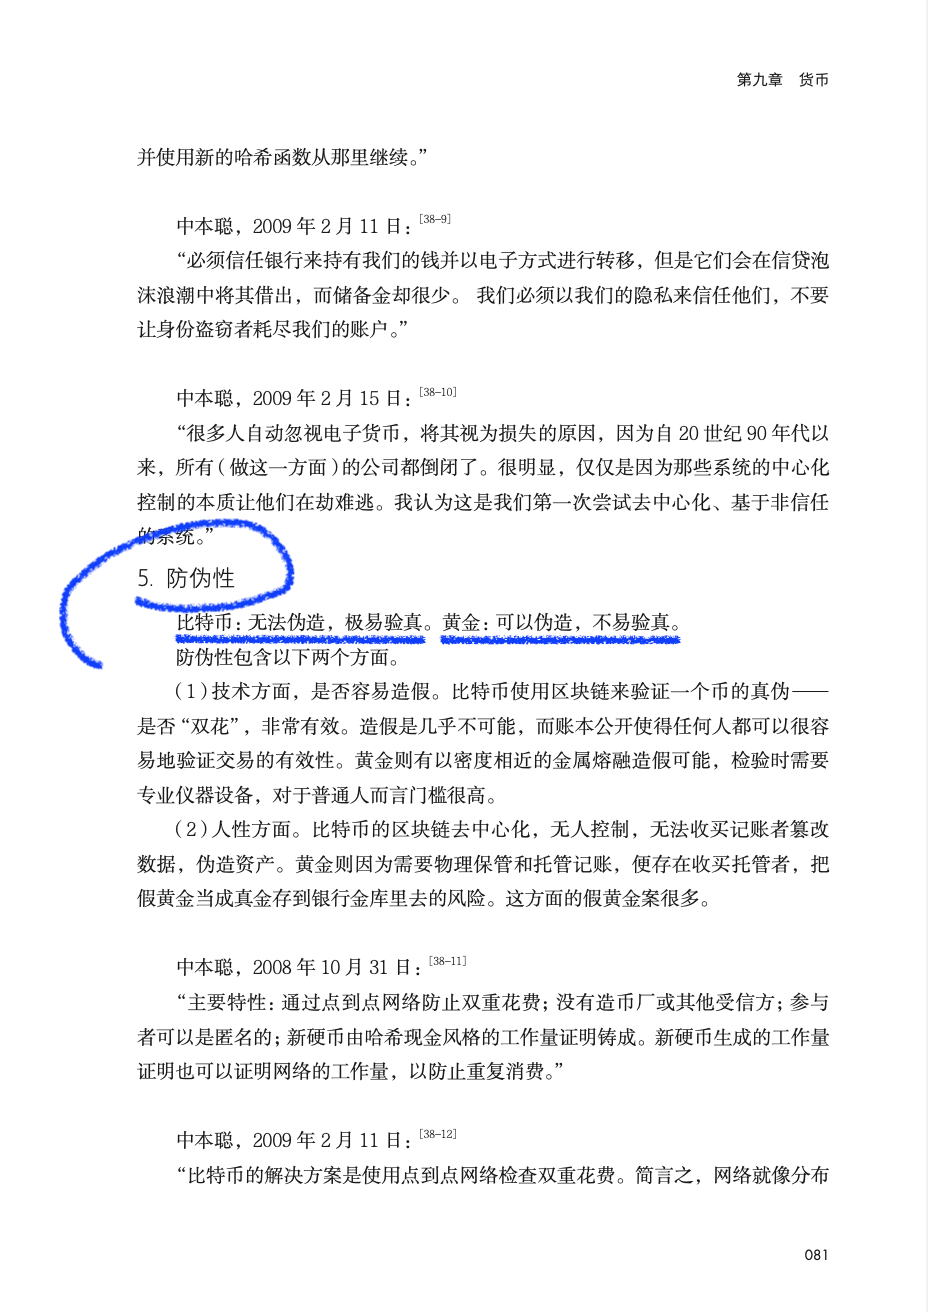 第九章　货币
并使用新的哈希函数从那里继续。”
中本聪，2009 年 2 月 11 日：[38–9]
“必须信任银行来持有我们的钱并以电子方式进行转移，但是它们会在信贷泡
沫浪潮中将其借出，而储备金却很少。 我们必须以我们的隐私来信任他们，不要
让身份盗窃者耗尽我们的账户。”
中本聪，2009 年 2 月 15 日：[38–10]
“很多人自动忽视电子货币，将其视为损失的原因，因为自 20 世纪 90 年代以
来，所有（做这一方面）的公司都倒闭了。很明显，仅仅是因为那些系统的中心化
控制的本质让他们在劫难逃。我认为这是我们第一次尝试去中心化、基于非信任
的系统。”
5. 防伪性
比特币：无法伪造，极易验真。黄金：可以伪造，不易验真。
防伪性包含以下两个方面。
（1）技术方面，是否容易造假。比特币使用区块链来验证一个币的真伪——
是否“双花”，非常有效。造假是几乎不可能，而账本公开使得任何人都可以很容
易地验证交易的有效性。黄金则有以密度相近的金属熔融造假可能，检验时需要
专业仪器设备，对于普通人而言门槛很高。
（2）人性方面。比特币的区块链去中心化，无人控制，无法收买记账者篡改
数据，伪造资产。黄金则因为需要物理保管和托管记账，便存在收买托管者，把
假黄金当成真金存到银行金库里去的风险。这方面的假黄金案很多。
中本聪，2008 年 10 月 31 日：[38–11]
“主要特性：通过点到点网络防止双重花费；没有造币厂或其他受信方；参与
者可以是匿名的；新硬币由哈希现金风格的工作量证明铸成。新硬币生成的工作量
证明也可以证明网络的工作量，以防止重复消费。”
中本聪，2009 年 2 月 11 日：[38–12]
“比特币的解决方案是使用点到点网络检查双重花费。简言之，网络就像分布
081